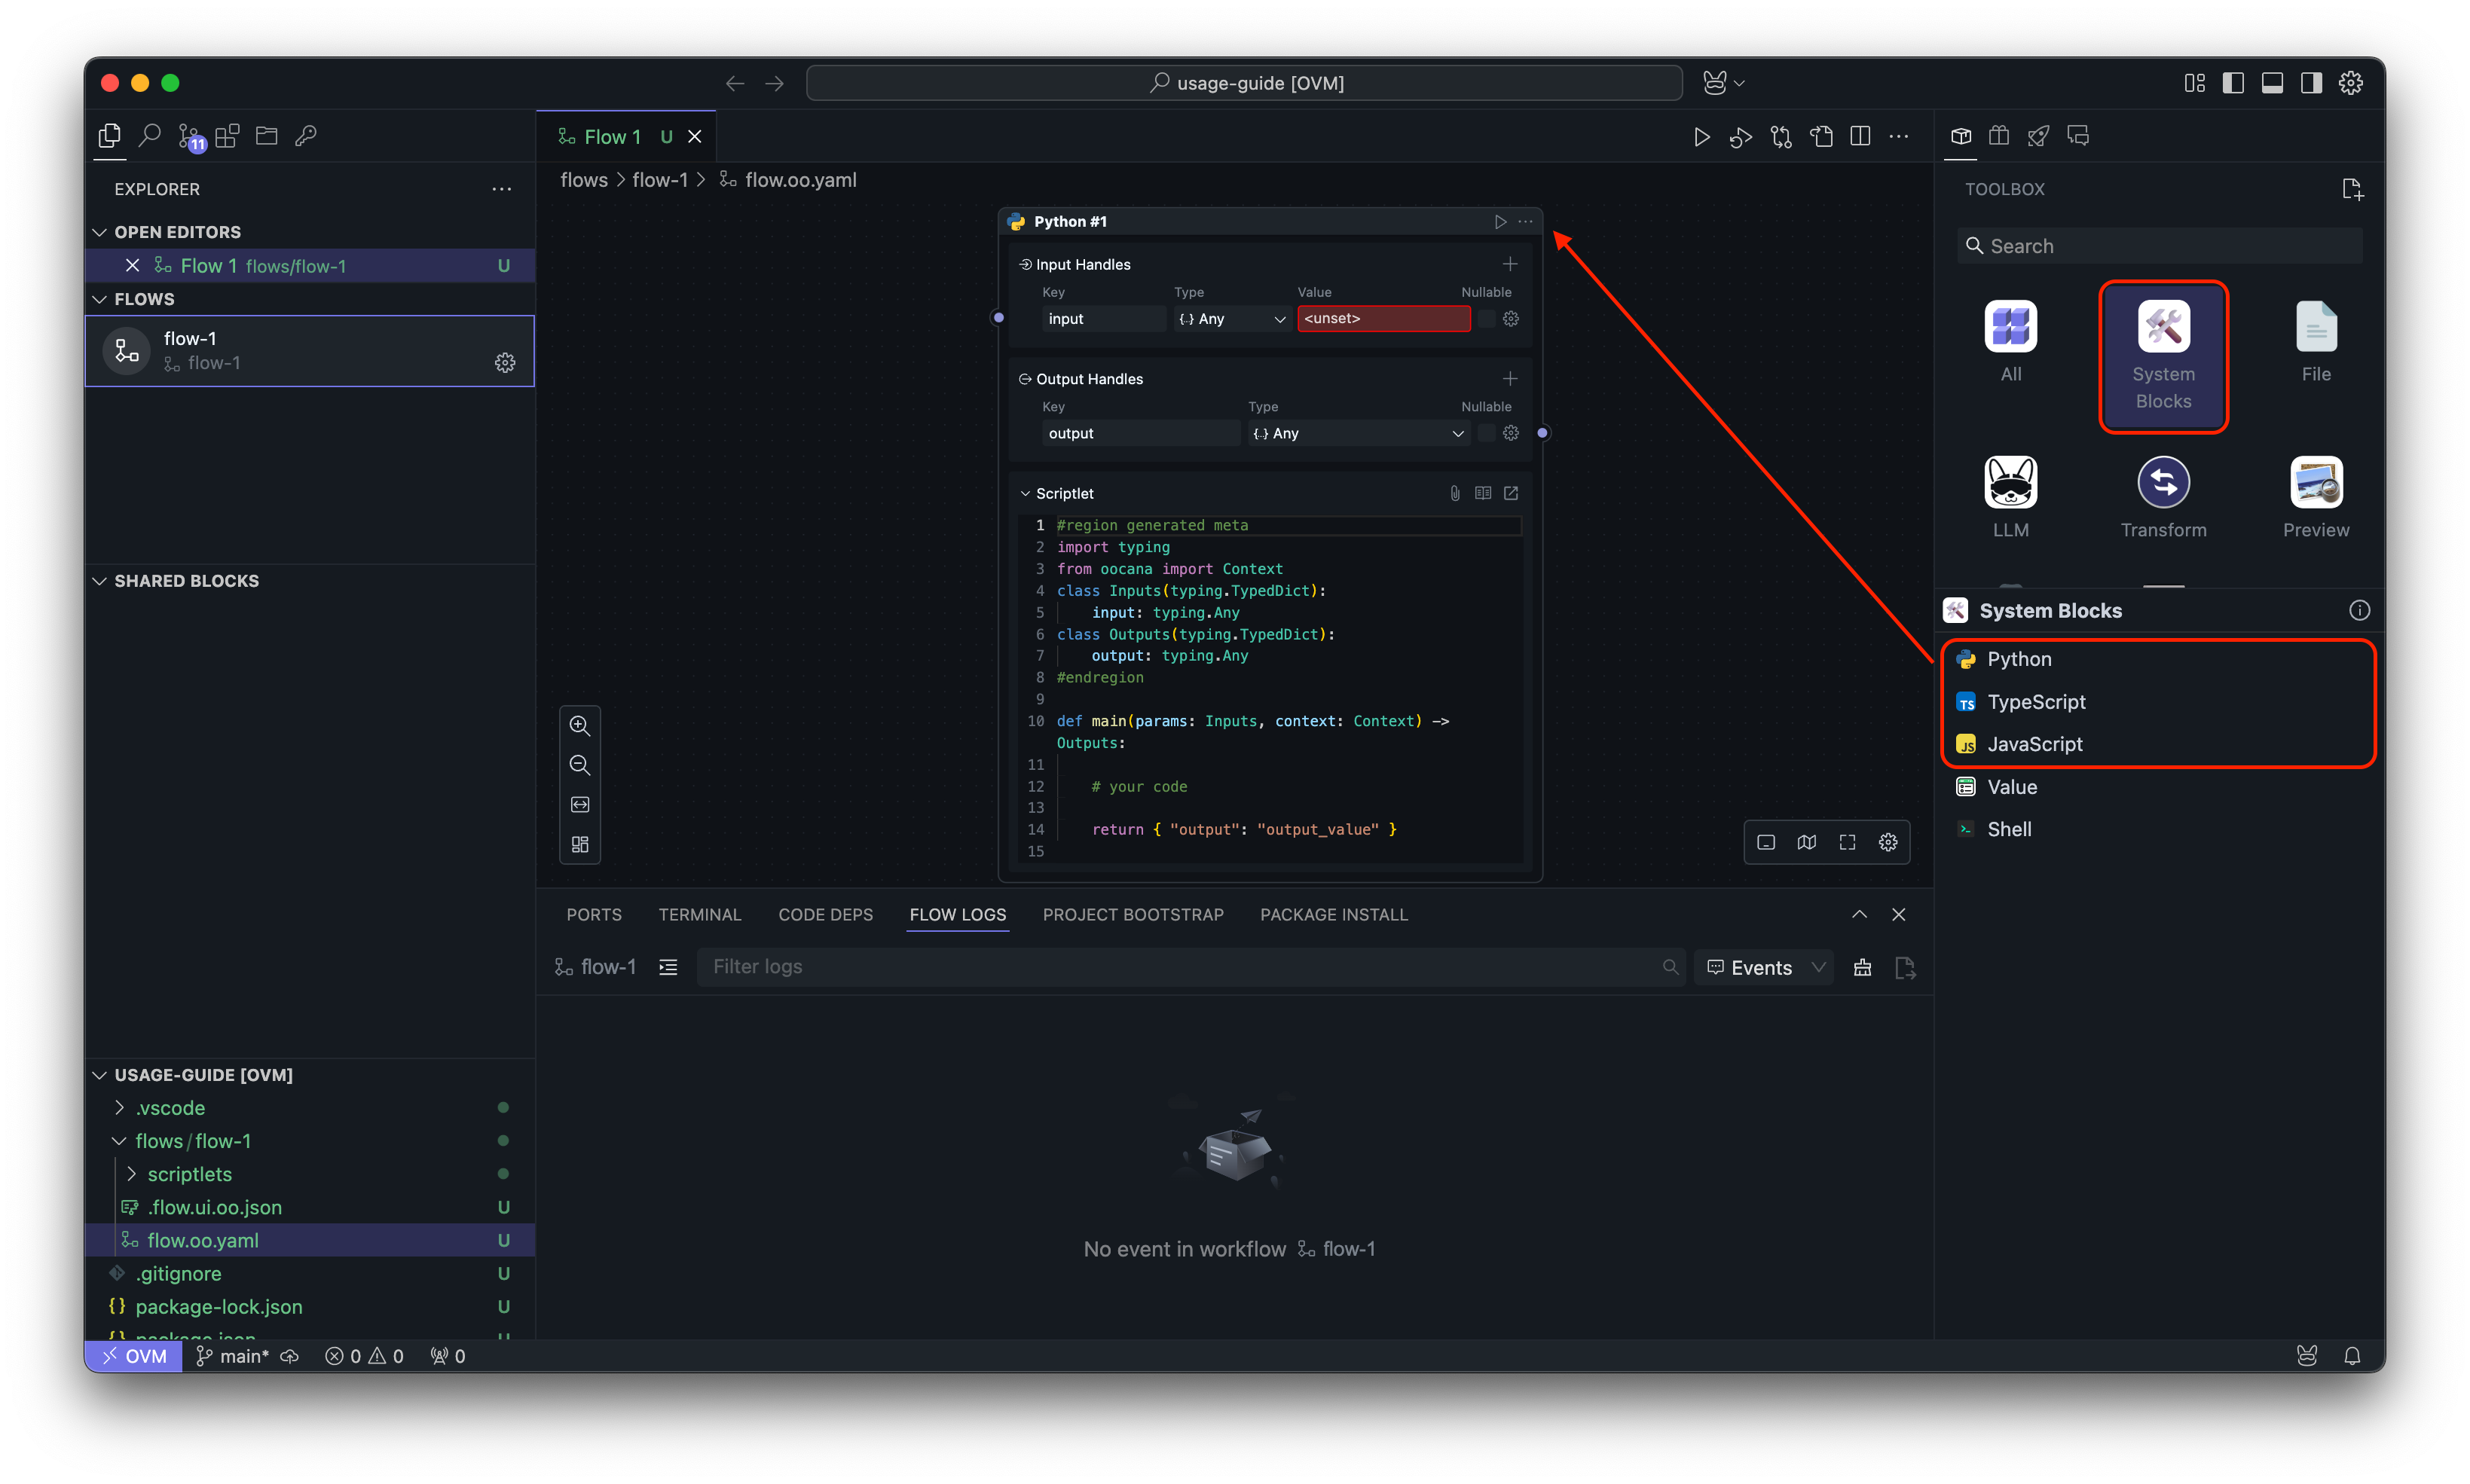 usage-guide [OVM]
11
Flow 1 U
EXPLORER
OPEN EDITORS
Flow 1 flows/flow-1 U
FLOWS
flow-1
flow-1
SHARED BLOCKS
USAGE-GUIDE [OVM]
.vscode
flows/flow-1
scriptlets
.flow.ui.oo.json U
flow.oo.yaml U
.gitignore U
package-lock.json U
package.json U
flows > flow-1 > flow.oo.yaml
Python #1
Input Handles
Key Type Value Nullable
input {..} Any <unset>
Output Handles
Key Type Nullable
output {..} Any
Scriptlet
1 #region generated meta
2 import typing
3 from oocana import Context
4 class Inputs(typing.TypedDict):
5 input: typing.Any
6 class Outputs(typing.TypedDict):
7 output: typing.Any
8 #endregion
9
10 def main(params: Inputs, context: Context) ->
Outputs:
11
12 # your code
13
14 return { "output": "output_value" }
15
PORTS TERMINAL CODE DEPS FLOW LOGS PROJECT BOOTSTRAP PACKAGE INSTALL
flow-1 Filter logs Events
No event in workflow flow-1
TOOLBOX
Search
All
System
Blocks
File
LLM
Transform
Preview
System Blocks
Python
TS TypeScript
JS JavaScript
Value
Shell
OVM main* 0 0 0